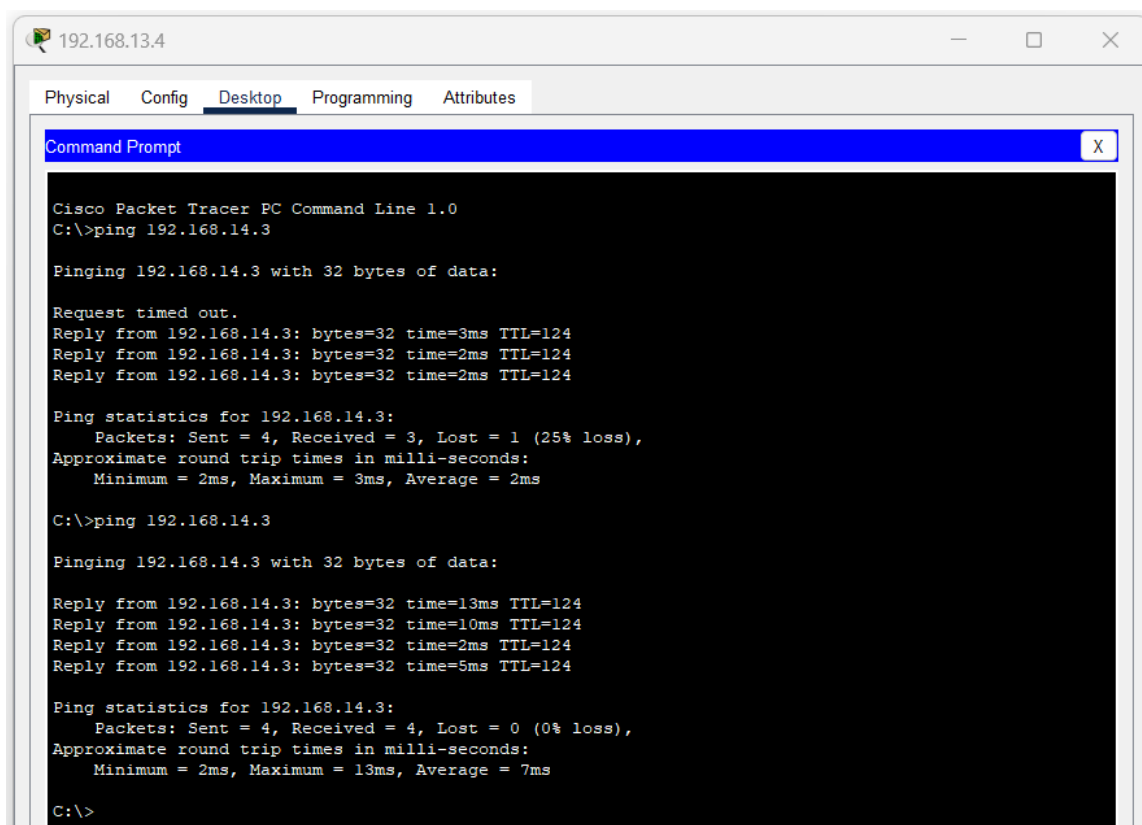 192.168.13.4
Physical Config Desktop Programming Attributes
Command Prompt X
Cisco Packet Tracer PC Command Line 1.0
C:\>ping 192.168.14.3
Pinging 192.168.14.3 with 32 bytes of data:
Request timed out.
Reply from 192.168.14.3: bytes=32 time=3ms TTL=124
Reply from 192.168.14.3: bytes=32 time=2ms TTL=124
Reply from 192.168.14.3: bytes=32 time=2ms TTL=124
Ping statistics for 192.168.14.3:
Packets: Sent = 4, Received = 3, Lost = 1 (25% loss),
Approximate round trip times in milli-seconds:
Minimum = 2ms, Maximum = 3ms, Average = 2ms
C:\>ping 192.168.14.3
Pinging 192.168.14.3 with 32 bytes of data:
Reply from 192.168.14.3: bytes=32 time=13ms TTL=124
Reply from 192.168.14.3: bytes=32 time=10ms TTL=124
Reply from 192.168.14.3: bytes=32 time=2ms TTL=124
Reply from 192.168.14.3: bytes=32 time=5ms TTL=124
Ping statistics for 192.168.14.3:
Packets: Sent = 4, Received = 4, Lost = 0 (0% loss),
Approximate round trip times in milli-seconds:
Minimum = 2ms, Maximum = 13ms, Average = 7ms
C:\>